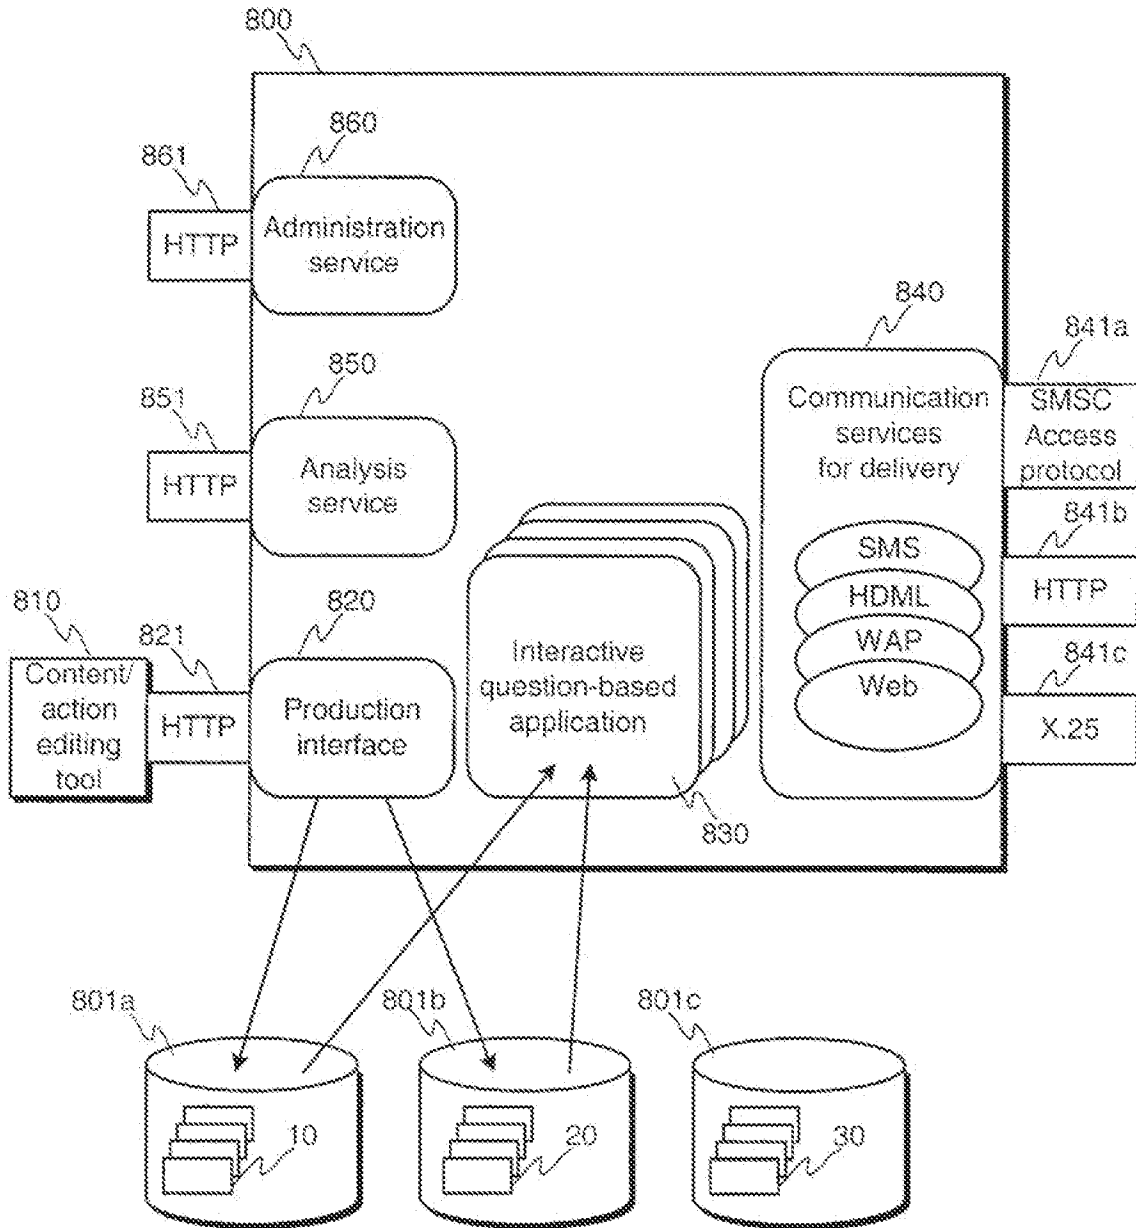 800
860
861
HTTP
Administration
service
840
841a
850
851
Communication
services
for delivery
SMSC
Access
protocol
HTTP
Analysis
service
841b
SMS
HDML
WAP
Web
HTTP
810
820
821
841c
Content/
action
editing
tool
HTTP
Production
interface
Interactive
question-based
application
X.25
830
801a
801b
801c
10
20
30